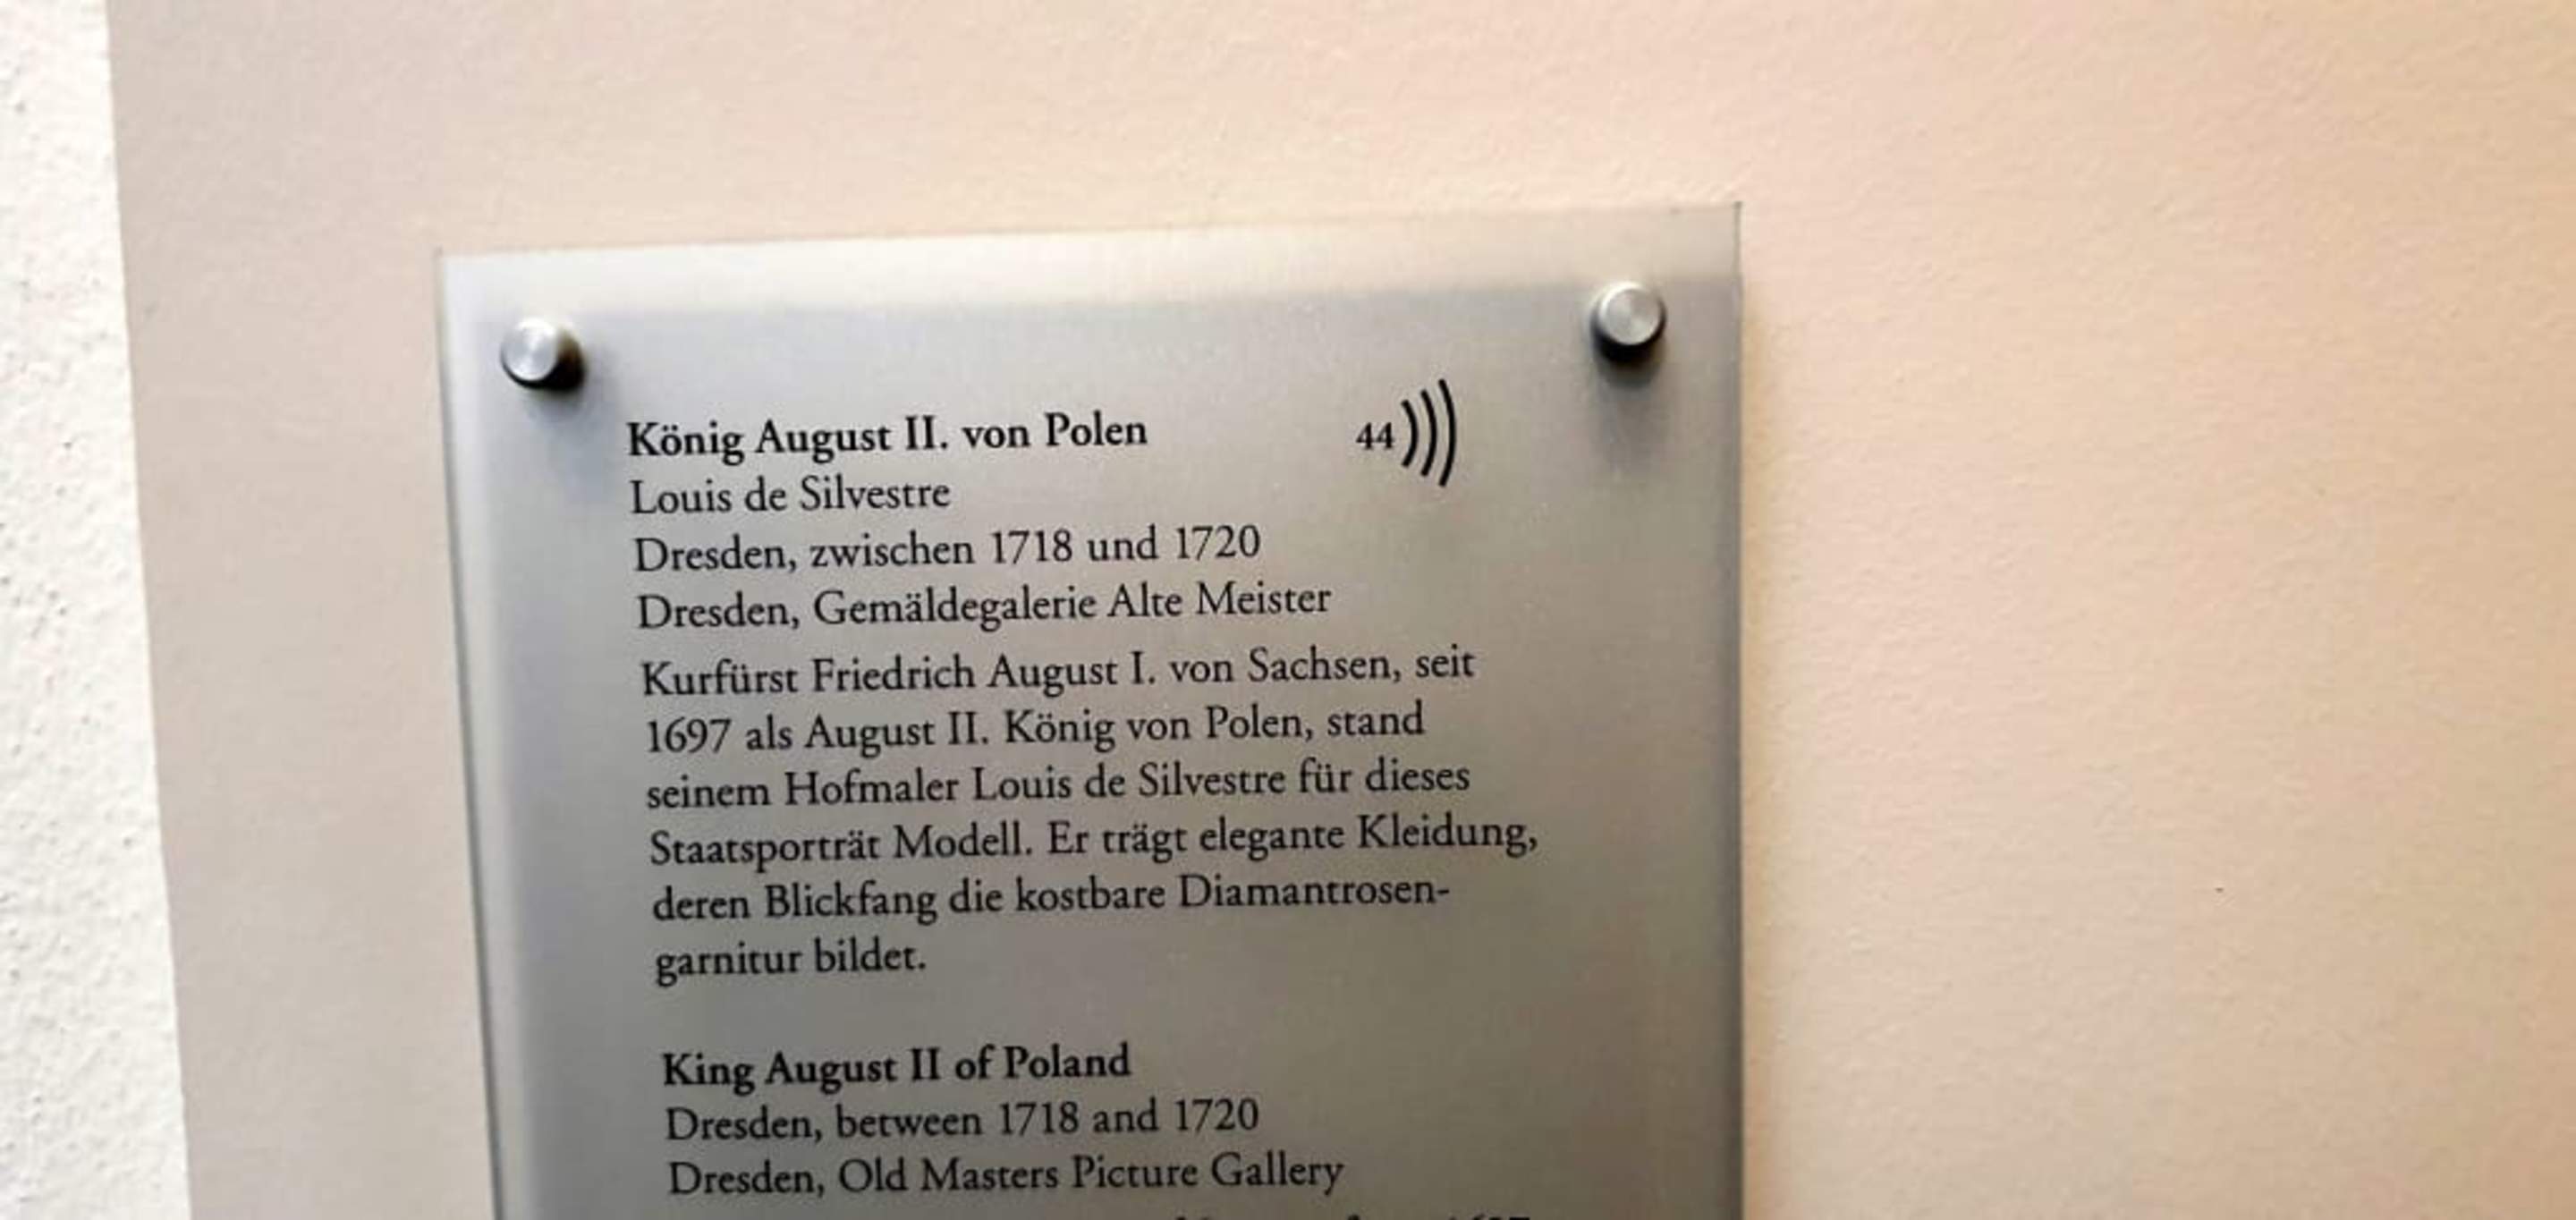 König August II. von Polen 44
Louis de Silvestre
Dresden, zwischen 1718 und 1720
Dresden, Gemäldegalerie Alte Meister
Kurfürst Friedrich August I. von Sachsen, seit
1697 als August II. König von Polen, stand
seinem Hofmaler Louis de Silvestre für dieses
Staatsporträt Modell. Er trägt elegante Kleidung,
deren Blickfang die kostbare Diamantrosen-
garnitur bildet.
King August II of Poland
Dresden, between 1718 and 1720
Dresden, Old Masters Picture Gallery